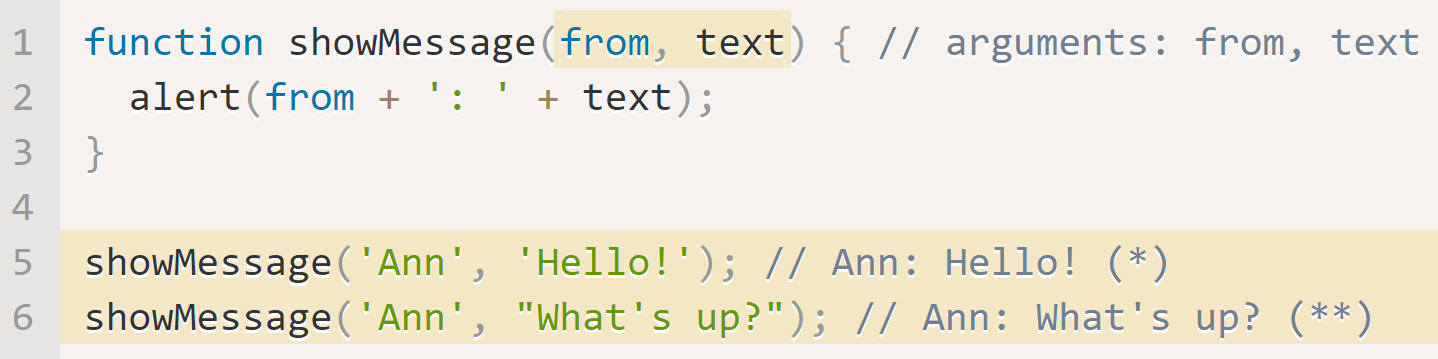 1 function showMessage(from, text) { // arguments: from, text
2   alert(from + ': ' + text);
3 }
4
5 showMessage('Ann', 'Hello!'); // Ann: Hello! (*)
6 showMessage('Ann', "What's up?"); // Ann: What's up? (**)